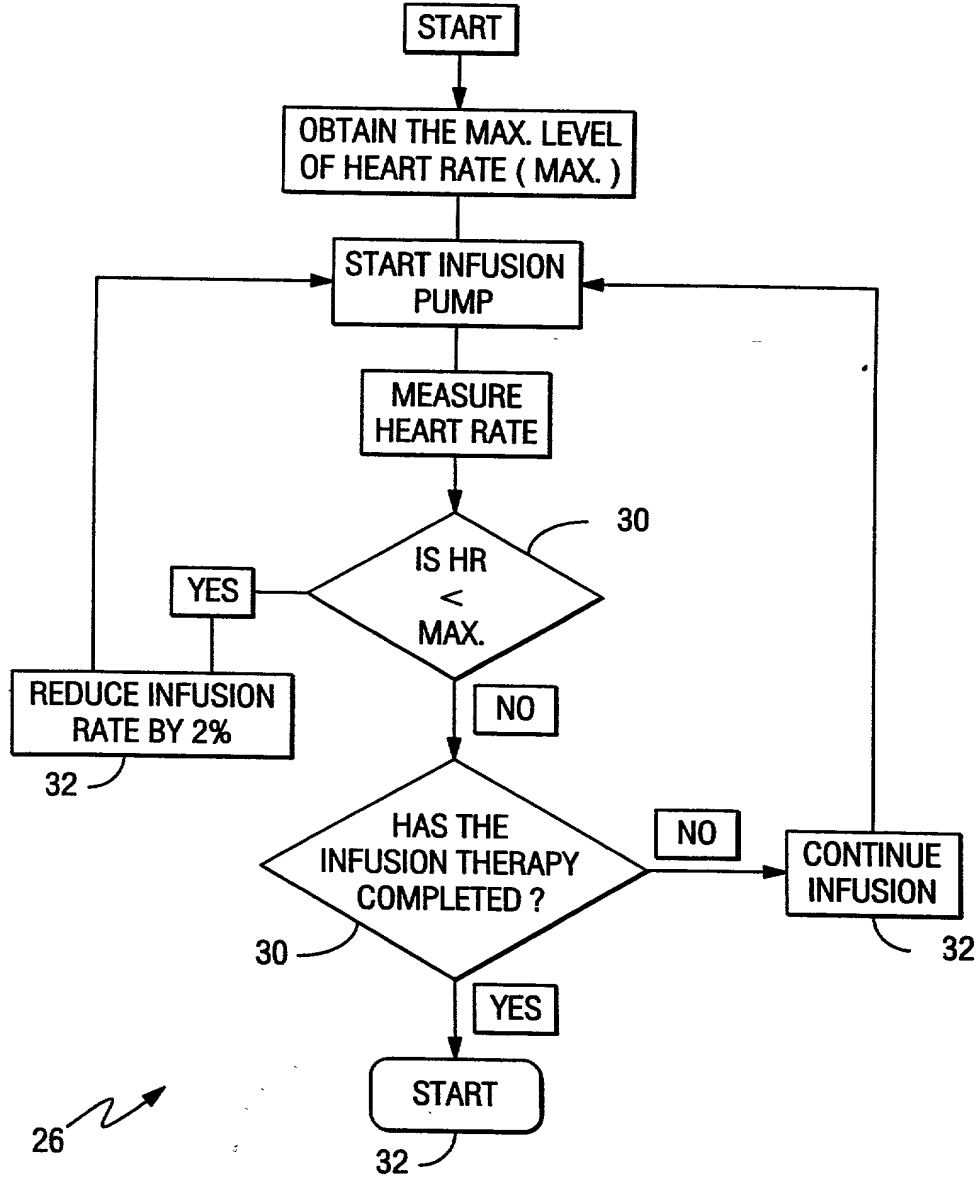 START
OBTAIN THE MAX. LEVEL
OF HEART RATE ( MAX. )
START INFUSION
PUMP
MEASURE
HEART RATE
30
IS HR
<
MAX.
YES
REDUCE INFUSION
RATE BY 2%
32
NO
HAS THE
INFUSION THERAPY
COMPLETED ?
30
NO
CONTINUE
INFUSION
32
YES
START
32
26